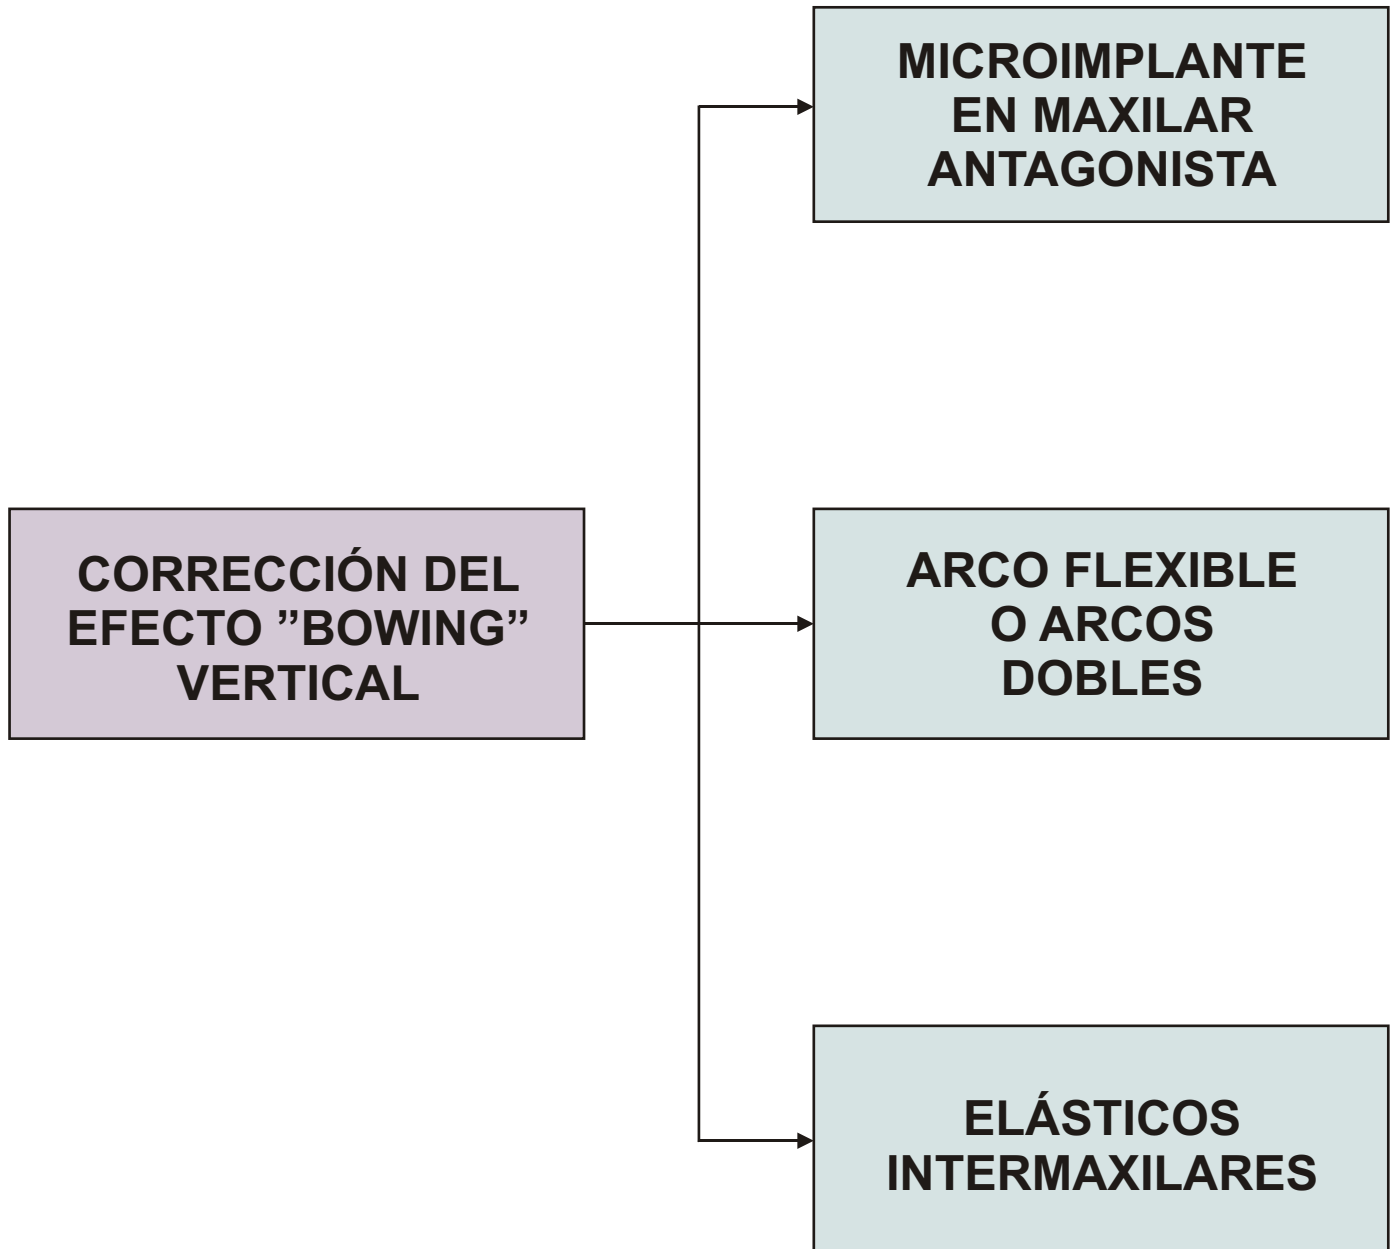 MICROIMPLANTE
EN MAXILAR
ANTAGONISTA
CORRECCIÓN DEL
EFECTO ”BOWING”
VERTICAL
ARCO FLEXIBLE
O ARCOS
DOBLES
ELÁSTICOS
INTERMAXILARES